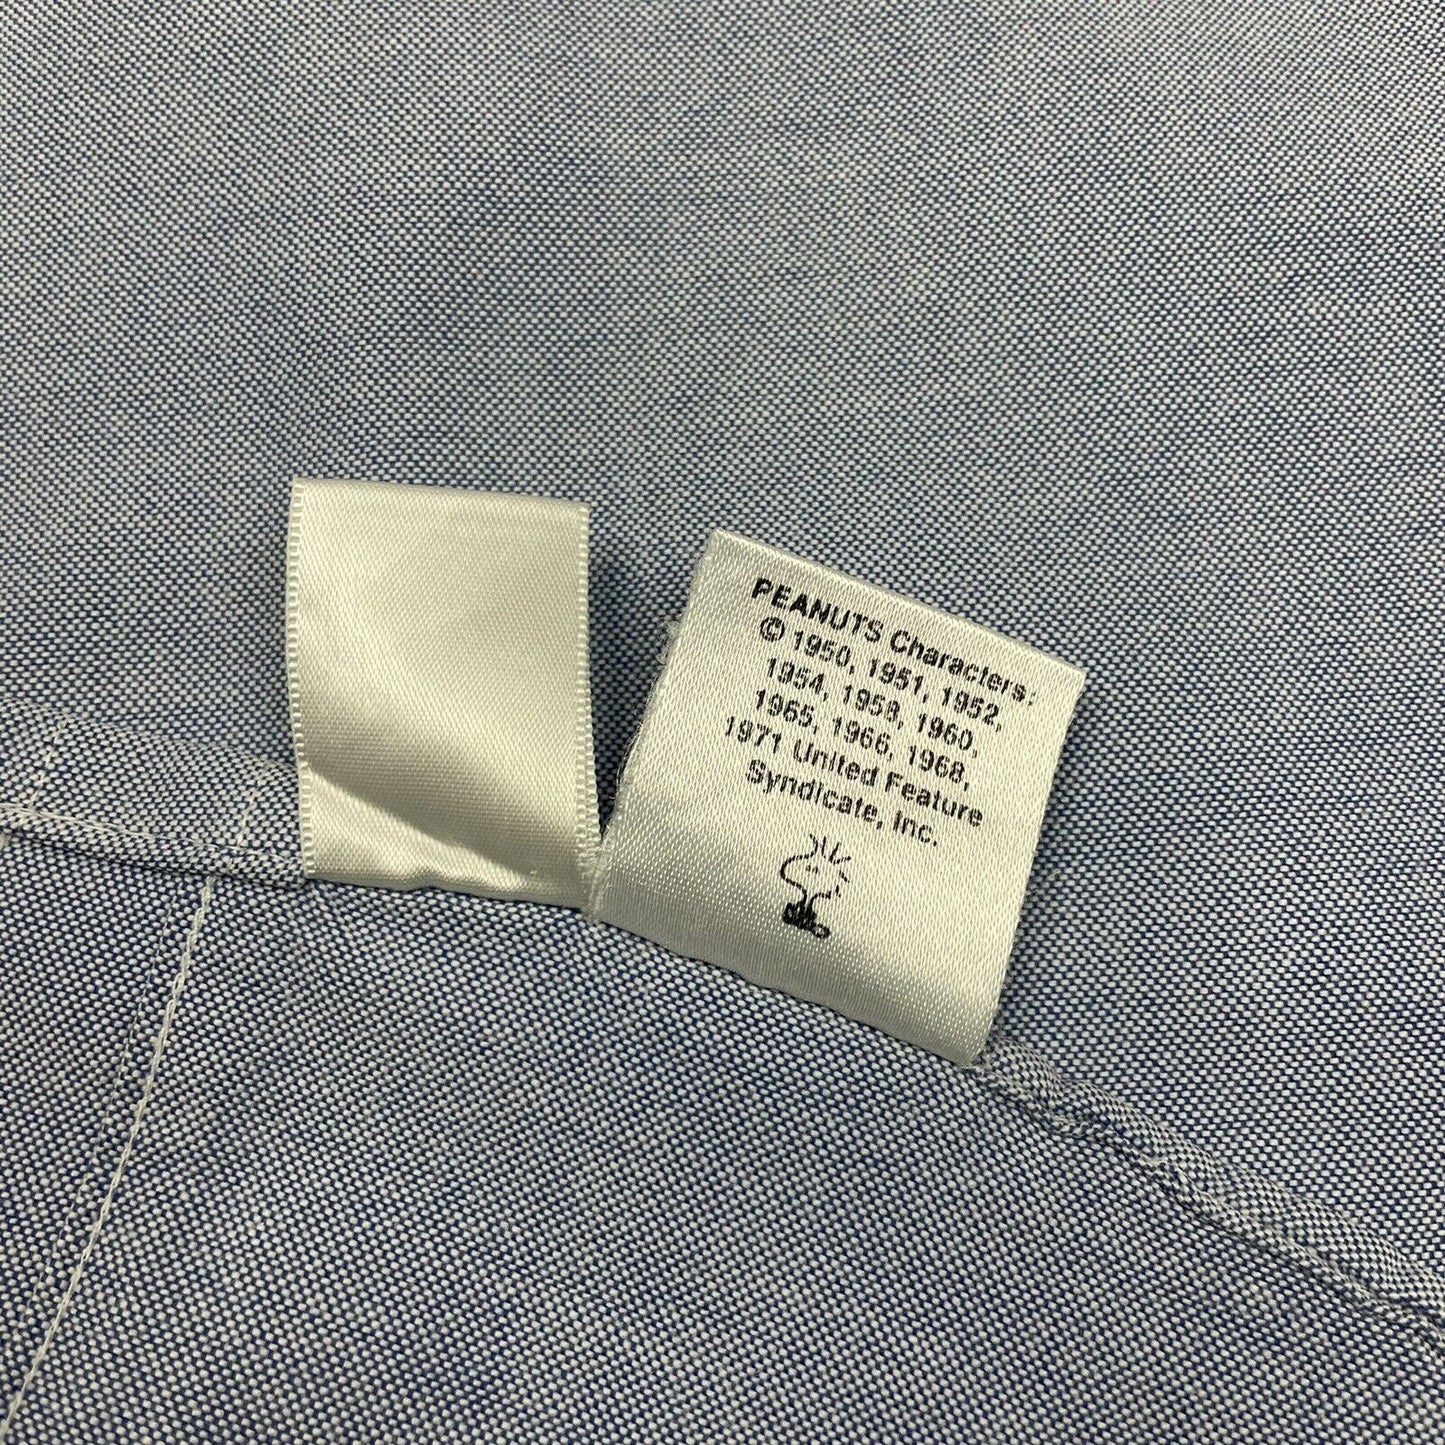 PEANUTS Characters.
© 1950, 1951, 1952,
1954, 1958, 1960,
1965, 1966, 1968,
1971 United Feature
Syndicate, Inc.